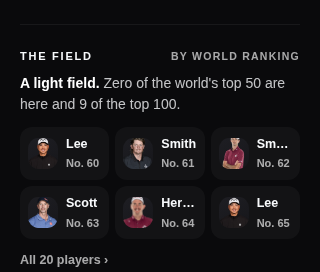 THE FIELD BY WORLD RANKING
A light field. Zero of the world's top 50 are
here and 9 of the top 100.
Lee Smith Sm...
No. 60 No. 61 No. 62
Scott Her... Lee
No. 63 No. 64 No. 65
All 20 players ›